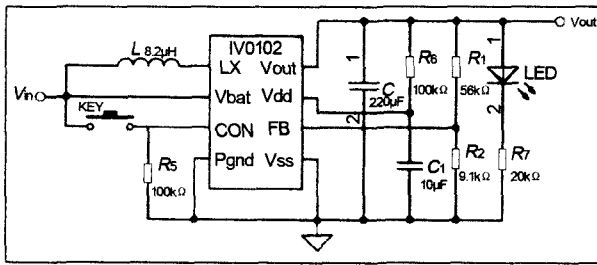 Vout
1
L 8.2μH
IV0102
R6
R1
LX
Vout
1
LED
Vin
C
100kΩ
56kΩ
Vbat
Vdd
220μF
2
KEY
CON
FB
2
R5
Pgnd
Vss
C1
R2
R7
100kΩ
10μF
9.1kΩ
20kΩ